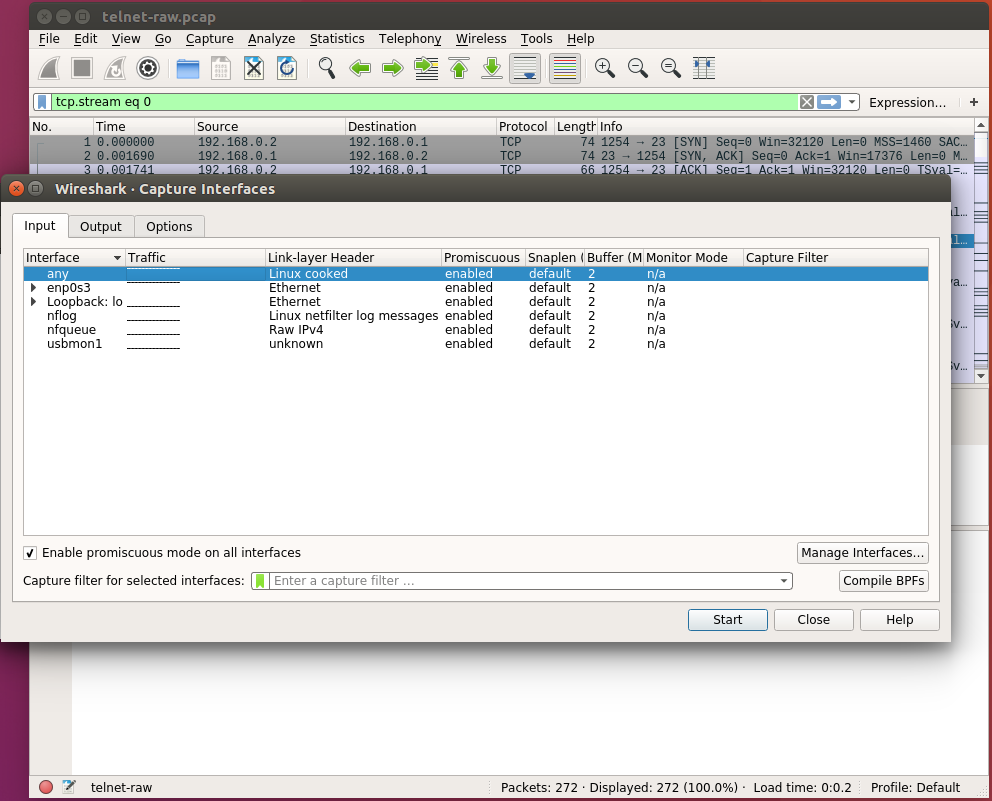 telnet-raw.pcap
File Edit View Go Capture Analyze Statistics Telephony Wireless Tools Help
tcp.stream eq 0 Expression… +
No. Time Source Destination Protocol Length Info
1 0.000000 192.168.0.2 192.168.0.1 TCP 74 1254 → 23 [SYN] Seq=0 Win=32120 Len=0 MSS=1460 SAC…
2 0.001690 192.168.0.1 192.168.0.2 TCP 74 23 → 1254 [SYN, ACK] Seq=0 Ack=1 Win=17376 Len=0 M…
3 0.001741 192.168.0.2 192.168.0.1 TCP 66 1254 → 23 [ACK] Seq=1 Ack=1 Win=32120 Len=0 TSval=…
Wireshark · Capture Interfaces
Input Output Options
Interface Traffic Link-layer Header Promiscuous Snaplen ( Buffer (M Monitor Mode Capture Filter
any Linux cooked enabled default 2 n/a
enp0s3 Ethernet enabled default 2 n/a
Loopback: lo Ethernet enabled default 2 n/a
nflog Linux netfilter log messages enabled default 2 n/a
nfqueue Raw IPv4 enabled default 2 n/a
usbmon1 unknown enabled default 2 n/a
Enable promiscuous mode on all interfaces
Manage Interfaces…
Capture filter for selected interfaces: Enter a capture filter … Compile BPFs
Start Close Help
telnet-raw Packets: 272 · Displayed: 272 (100.0%) · Load time: 0:0.2 Profile: Default